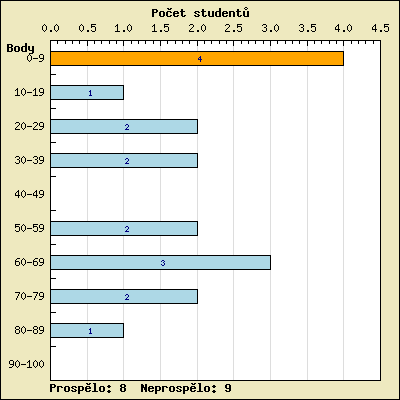 Počet studentů
0.0 0.5 1.0 1.5 2.0 2.5 3.0 3.5 4.0 4.5
Body
0-9 4
10-19 1
20-29 2
30-39 2
40-49
50-59 2
60-69 3
70-79 2
80-89 1
90-100
Prospělo: 8 Neprospělo: 9